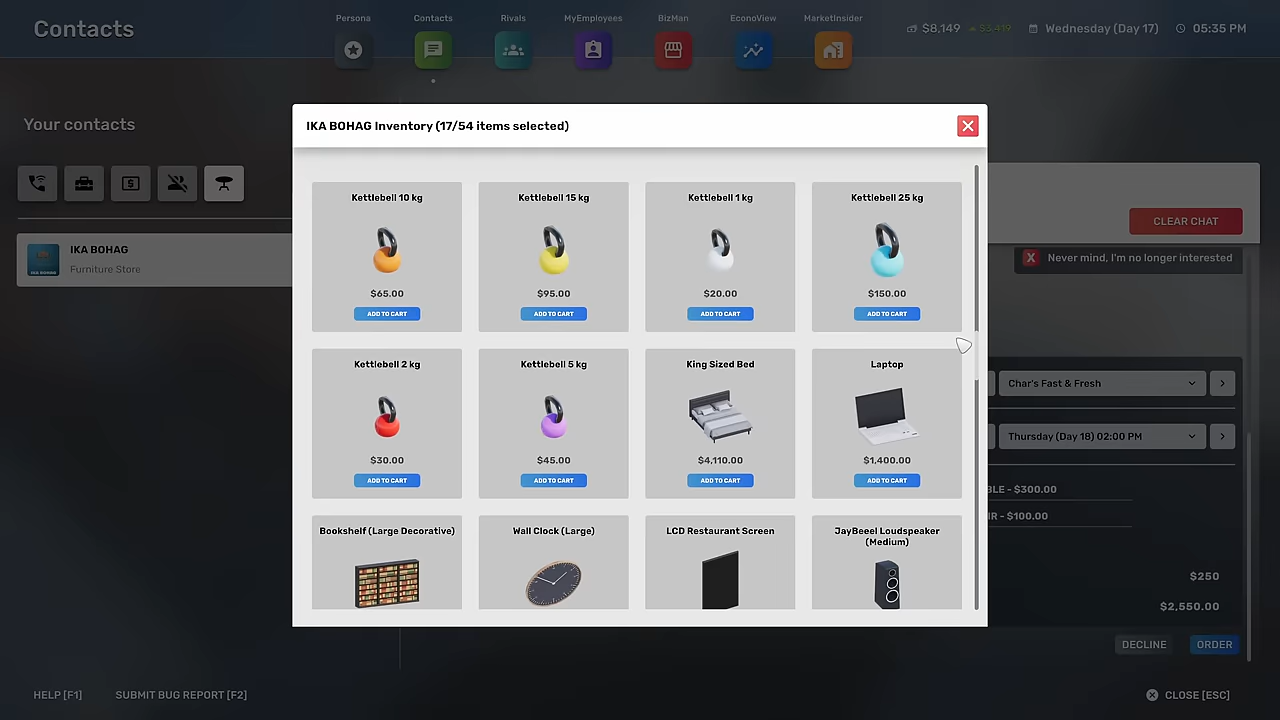 Contacts
Persona
Contacts
Rivals
MyEmployees
BizMan
EconoView
MarketInsider
$8,149
$3,419
Wednesday (Day 17)
05:35 PM
Your contacts
IKA BOHAG
Furniture Store
IKA BOHAG Inventory (17/54 items selected)
Kettlebell 10 kg
$65.00
ADD TO CART
Kettlebell 15 kg
$95.00
ADD TO CART
Kettlebell 1 kg
$20.00
ADD TO CART
Kettlebell 25 kg
$150.00
ADD TO CART
Kettlebell 2 kg
$30.00
ADD TO CART
Kettlebell 5 kg
$45.00
ADD TO CART
King Sized Bed
$4,110.00
ADD TO CART
Laptop
$1,400.00
ADD TO CART
Bookshelf (Large Decorative)
Wall Clock (Large)
LCD Restaurant Screen
JayBeeel Loudspeaker
(Medium)
CLEAR CHAT
X Never mind, I'm no longer interested
Char's Fast & Fresh
Thursday (Day 18) 02:00 PM
BLE - $300.00
IR - $100.00
$250
$2,550.00
DECLINE
ORDER
HELP [F1]
SUBMIT BUG REPORT [F2]
CLOSE [ESC]
IKA BOHAG